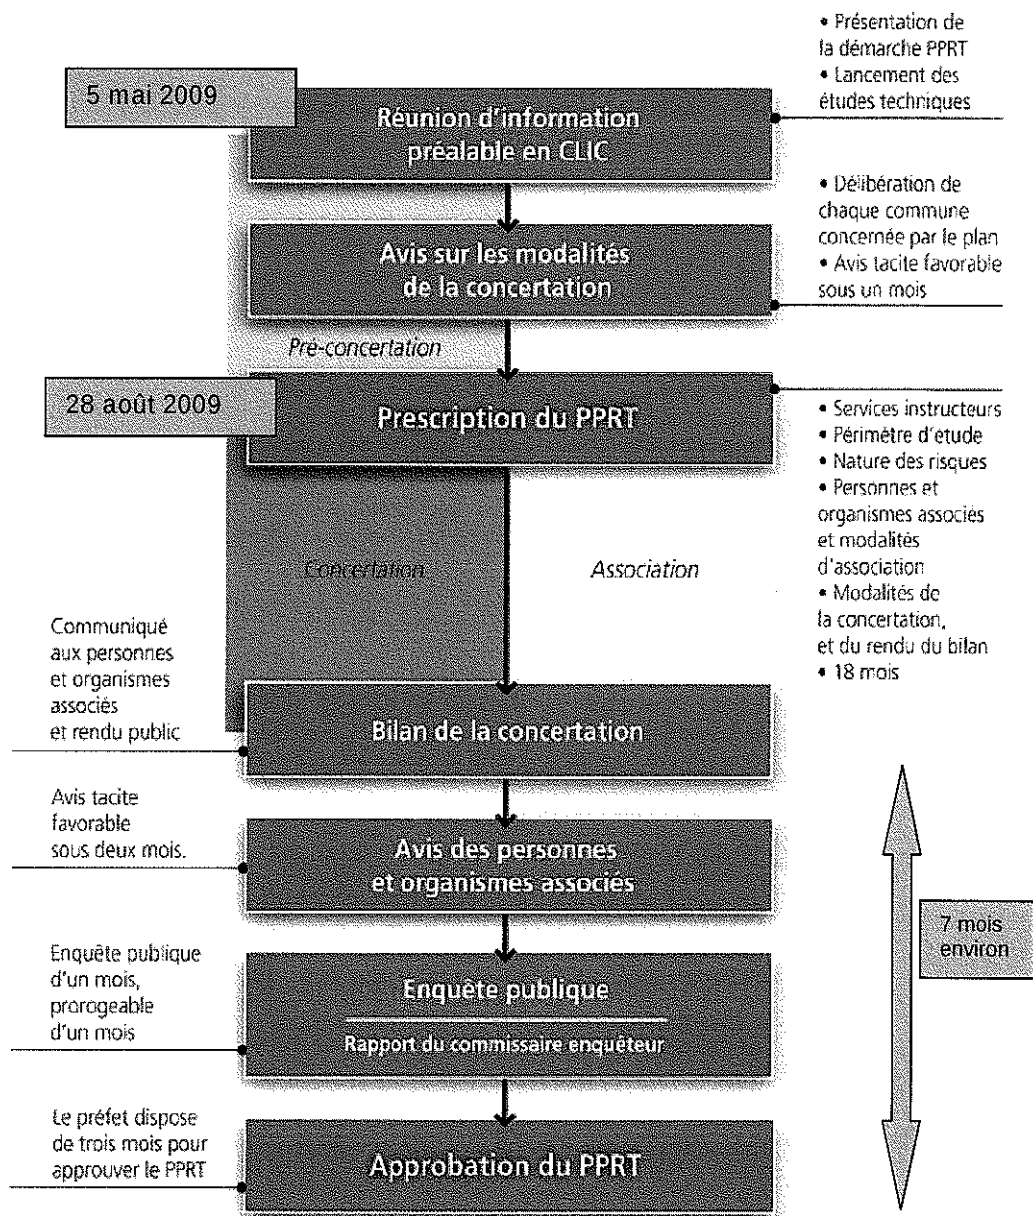 • Présentation de
la démarche PPRT
• Lancement des
études techniques
5 mai 2009
Réunion d'information
préalable en CLIC
• Délibération de
chaque commune
concernée par le plan
• Avis tacite favorable
sous un mois
Avis sur les modalités
de la concertation
Pré-concertation
28 août 2009
Prescription du PPRT
• Services instructeurs
• Périmètre d'étude
• Nature des risques
• Personnes et
organismes associés
et modalités
d'association
• Modalités de
la concertation,
et du rendu du bilan
• 18 mois
Concertation
Association
Communiqué
aux personnes
et organismes
associés
et rendu public
Bilan de la concertation
Avis tacite
favorable
sous deux mois.
Avis des personnes
et organismes associés
7 mois
environ
Enquête publique
d'un mois,
prorogeable
d'un mois
Enquête publique
Rapport du commissaire enquêteur
Le préfet dispose
de trois mois pour
approuver le PPRT
Approbation du PPRT